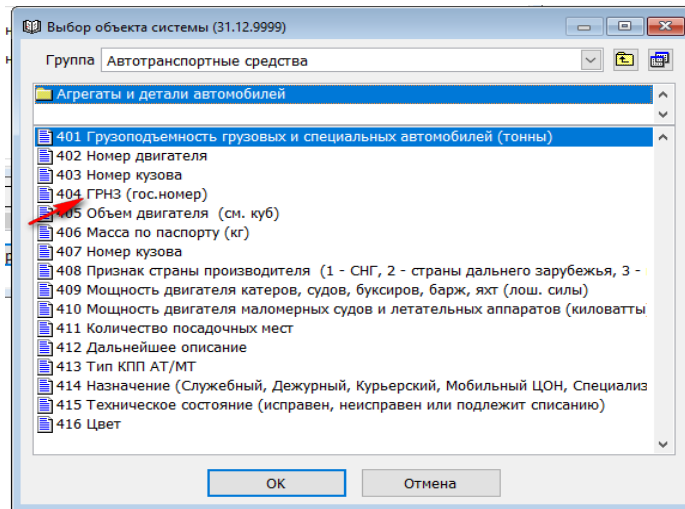 Выбор объекта системы (31.12.9999)
Группа Автотранспортные средства
Агрегаты и детали автомобилей
401 Грузоподъемность грузовых и специальных автомобилей (тонны)
402 Номер двигателя
403 Номер кузова
404 ГРНЗ (гос.номер)
405 Объем двигателя (см. куб)
406 Масса по паспорту (кг)
407 Номер кузова
408 Признак страны производителя (1 - СНГ, 2 - страны дальнего зарубежья, 3 -
409 Мощность двигателя катеров, судов, буксиров, барж, яхт (лош. силы)
410 Мощность двигателя маломерных судов и летательных аппаратов (киловатты
411 Количество посадочных мест
412 Дальнейшее описание
413 Тип КПП АТ/МТ
414 Назначение (Служебный, Дежурный, Курьерский, Мобильный ЦОН, Специализ
415 Техническое состояние (исправен, неисправен или подлежит списанию)
416 Цвет
OK Отмена